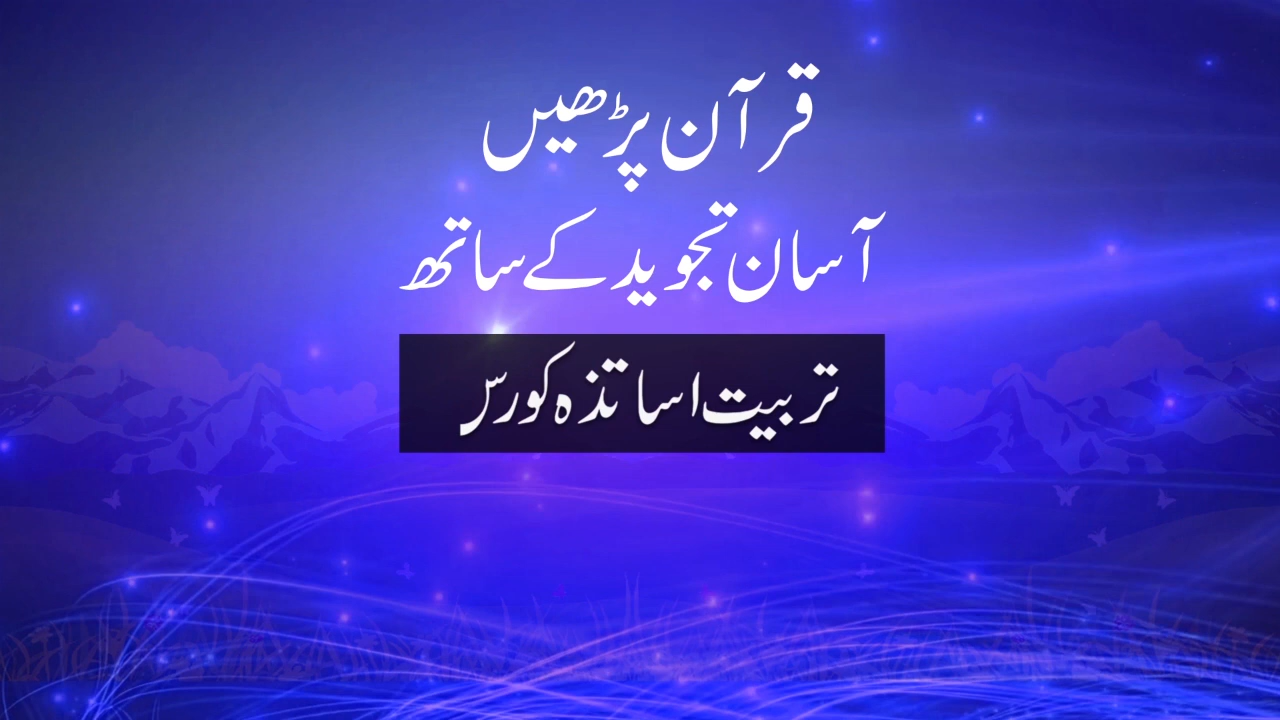 قرآن پڑھیں
آسان تجوید کے ساتھ
تربیت اساتذہ کورس